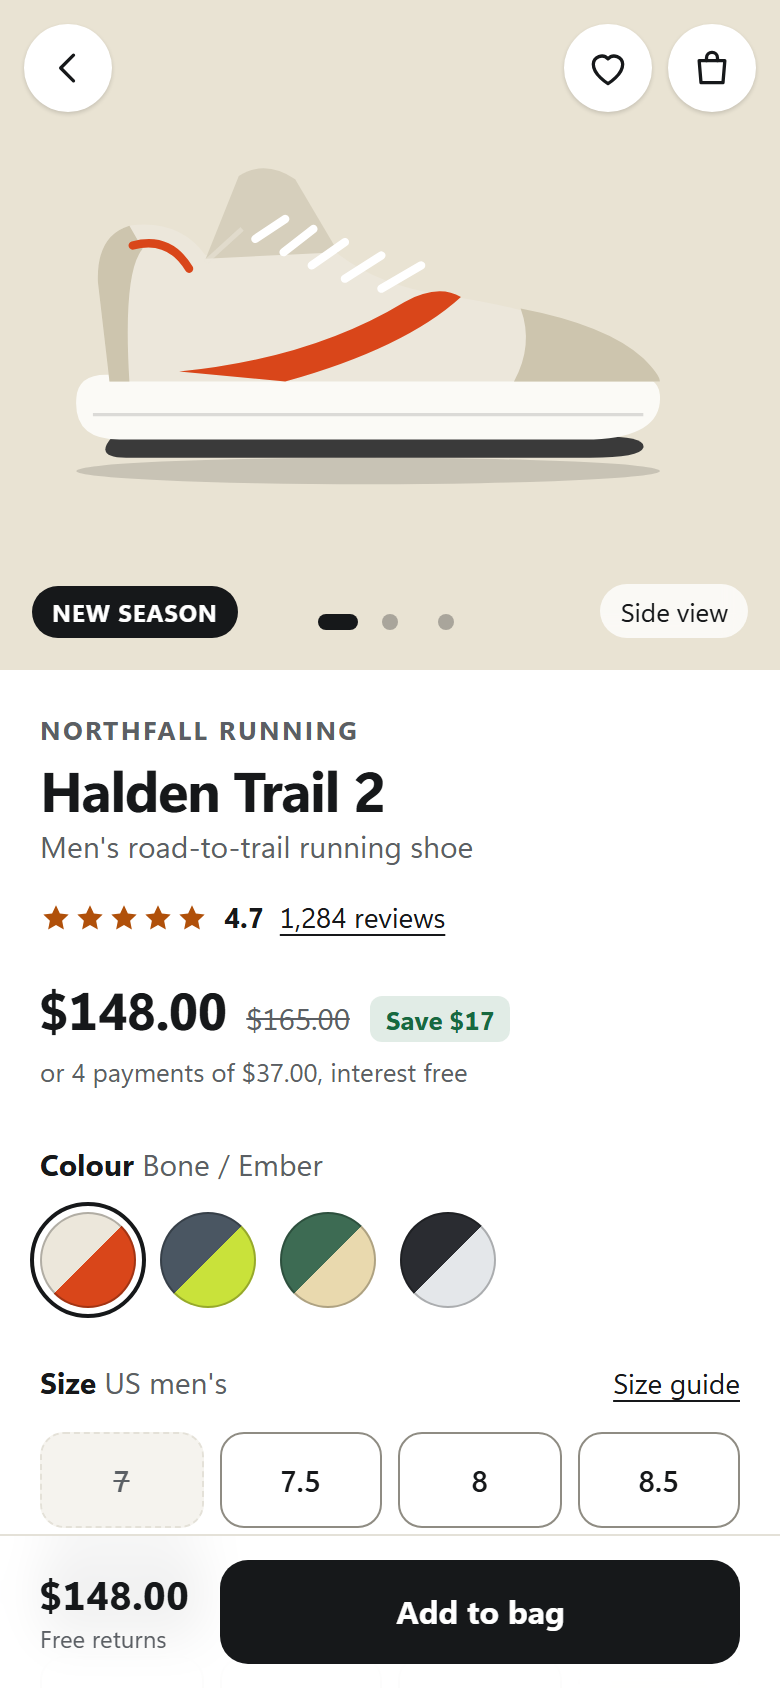 NEW SEASON
Side view
NORTHFALL RUNNING
Halden Trail 2
Men's road-to-trail running shoe
4.7 1,284 reviews
$148.00 $165.00 Save $17
or 4 payments of $37.00, interest free
Colour Bone / Ember
Size US men's Size guide
7 7.5 8 8.5
$148.00
Free returns
Add to bag